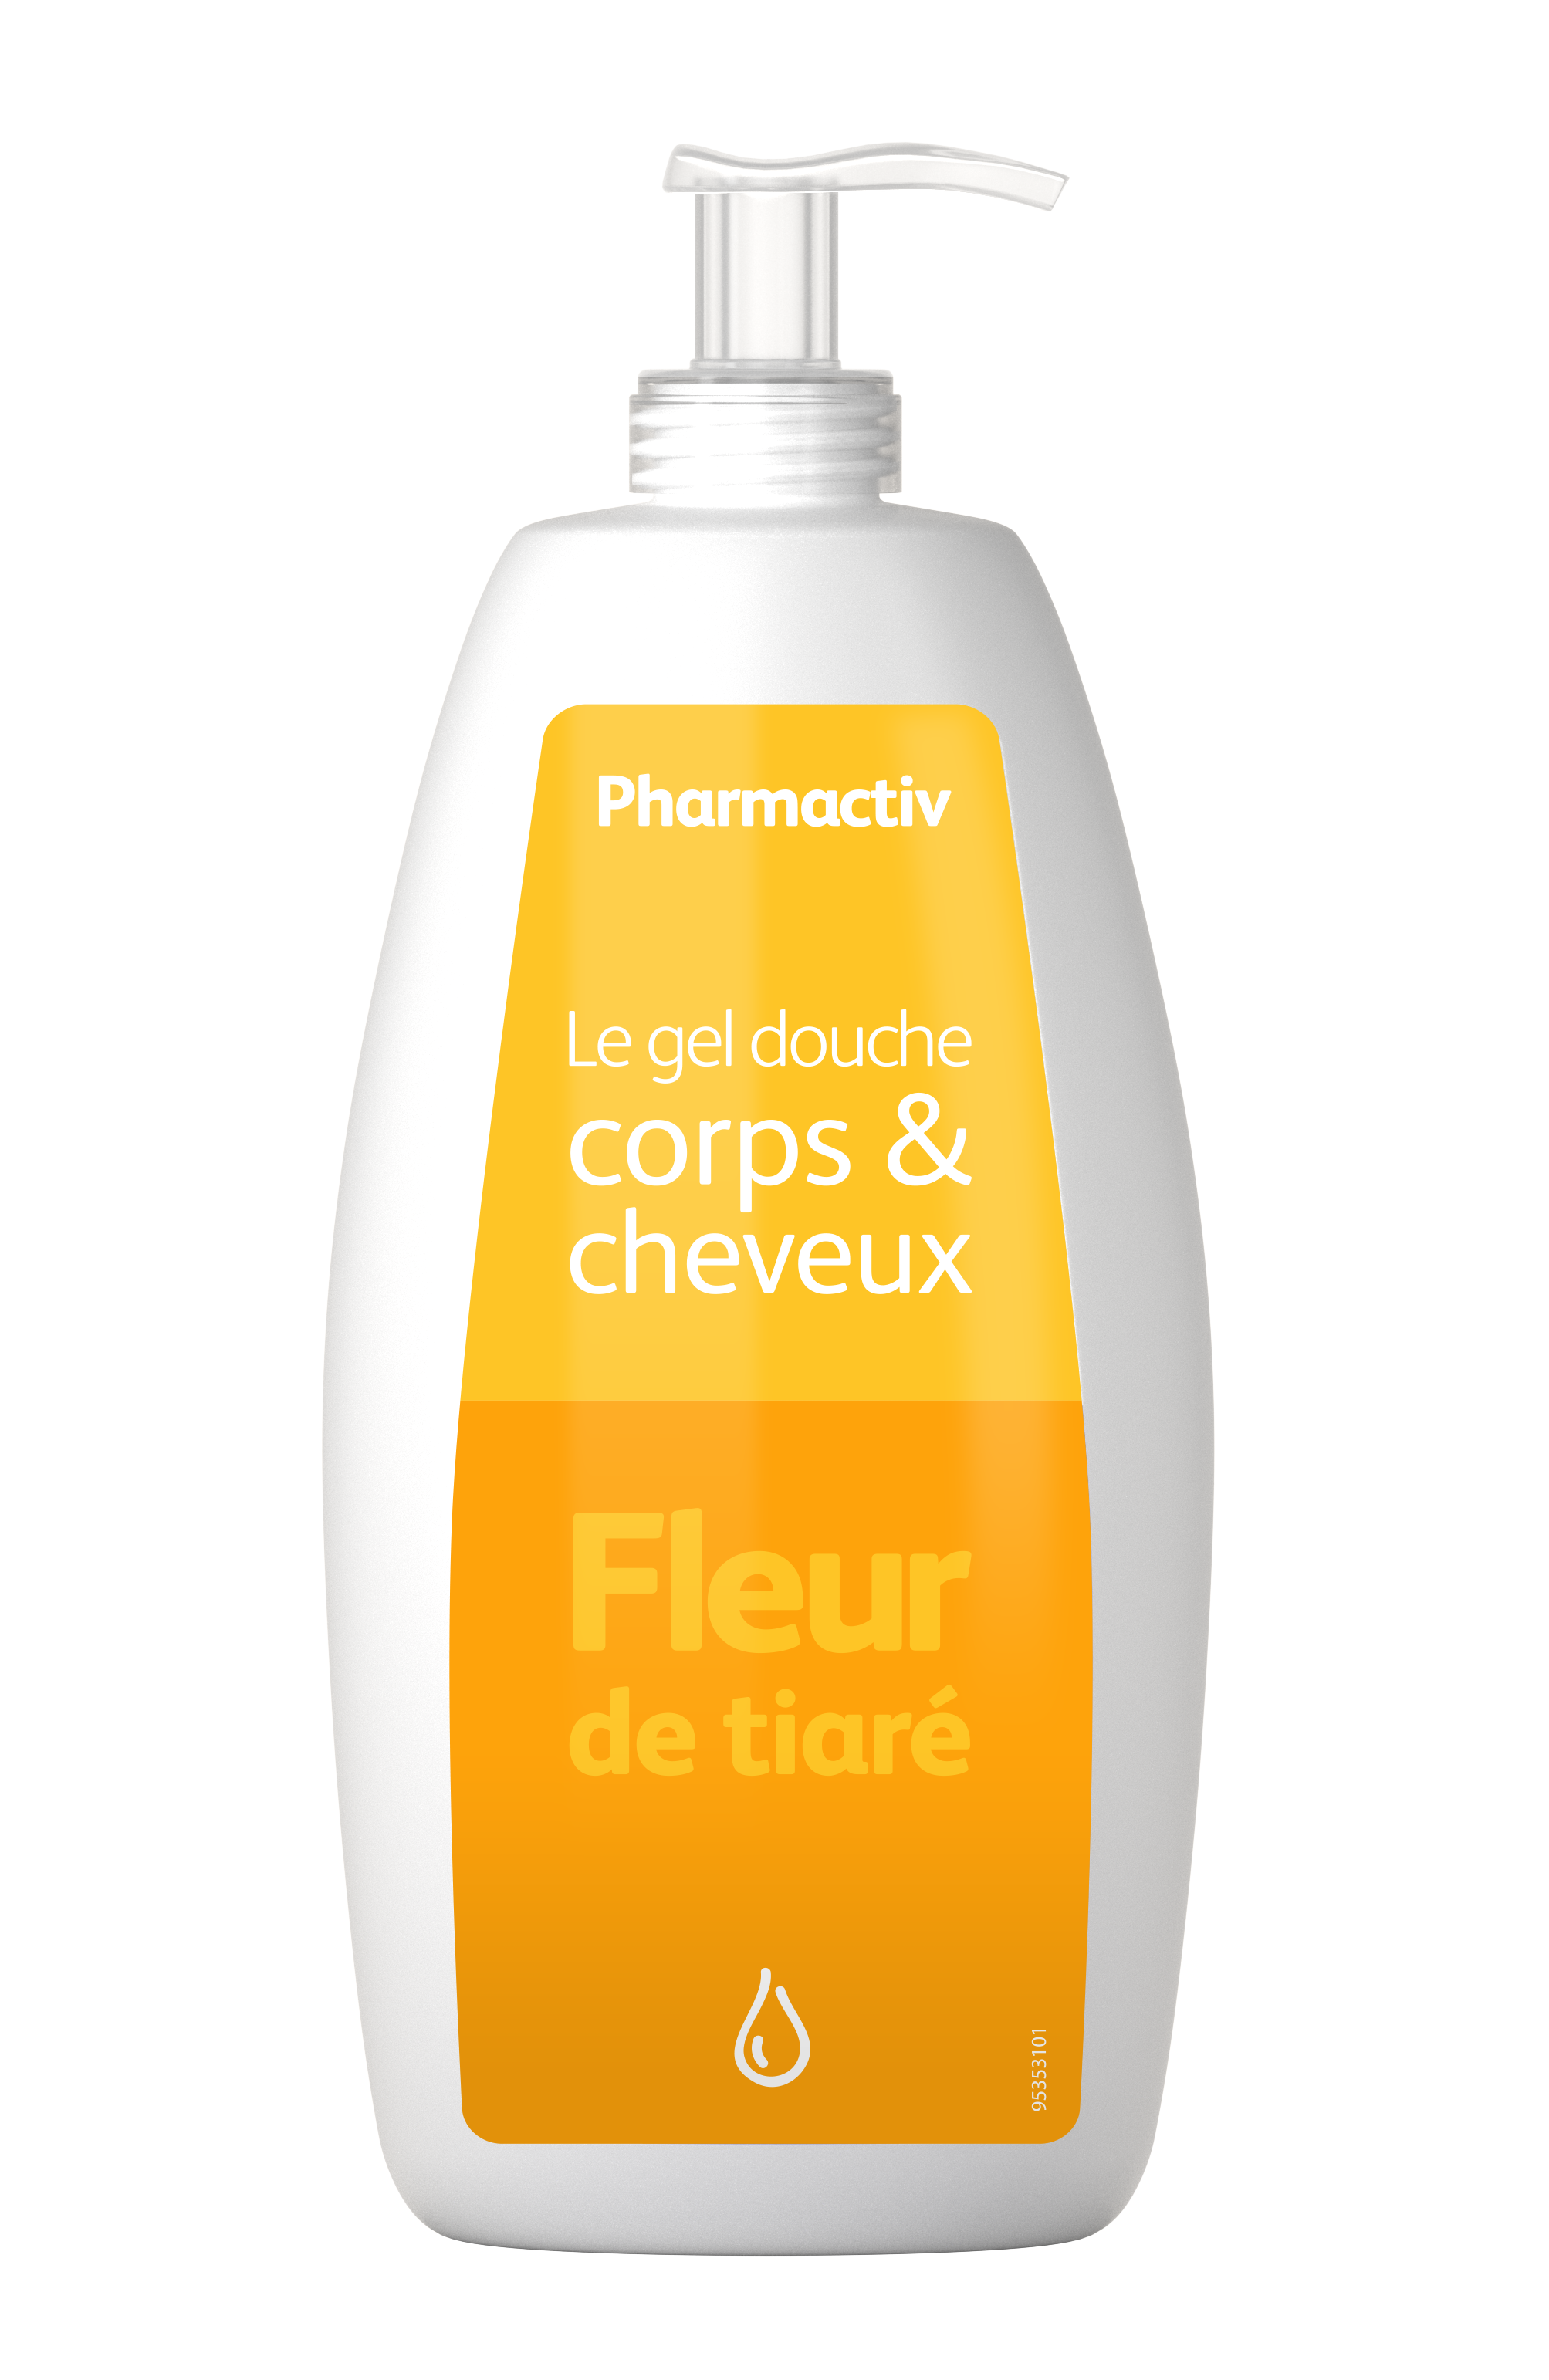 Pharmactiv
Le gel douche
corps &
cheveux
Fleur
de tiaré
95353101